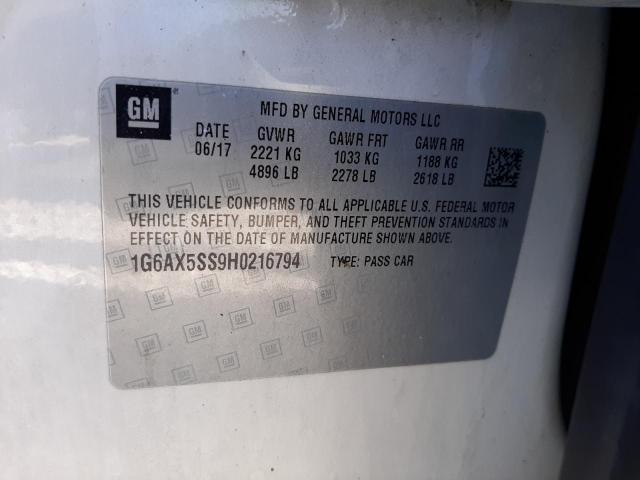 GM
MFD BY GENERAL MOTORS LLC
DATE GVWR GAWR FRT GAWR RR
06/17 2221 KG 1033 KG 1188 KG
4896 LB 2278 LB 2618 LB
THIS VEHICLE CONFORMS TO ALL APPLICABLE U.S. FEDERAL MOTOR
VEHICLE SAFETY, BUMPER, AND THEFT PREVENTION STANDARDS IN
EFFECT ON THE DATE OF MANUFACTURE SHOWN ABOVE.
1G6AX5SS9H0216794 TYPE: PASS CAR